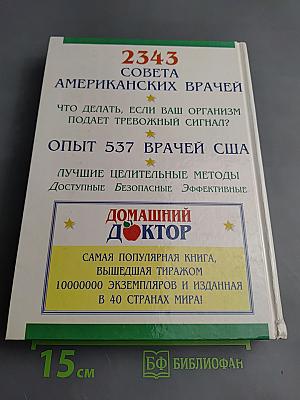 2343
СОВЕТА
АМЕРИКАНСКИХ ВРАЧЕЙ
ЧТО ДЕЛАТЬ, ЕСЛИ ВАШ ОРГАНИЗМ
ПОДАЕТ ТРЕВОЖНЫЙ СИГНАЛ?
ОПЫТ 537 ВРАЧЕЙ США
ЛУЧШИЕ ЦЕЛИТЕЛЬНЫЕ МЕТОДЫ
ДОСТУПНЫЕ БЕЗОПАСНЫЕ ЭФФЕКТИВНЫЕ
ДОМАШНИЙ
ДОКТОР
САМАЯ ПОПУЛЯРНАЯ КНИГА,
ВЫШЕДШАЯ ТИРАЖОМ
10000000 ЭКЗЕМПЛЯРОВ И ИЗДАННАЯ
В 40 СТРАНАХ МИРА!
15 см
БФ БИБЛИОФАН